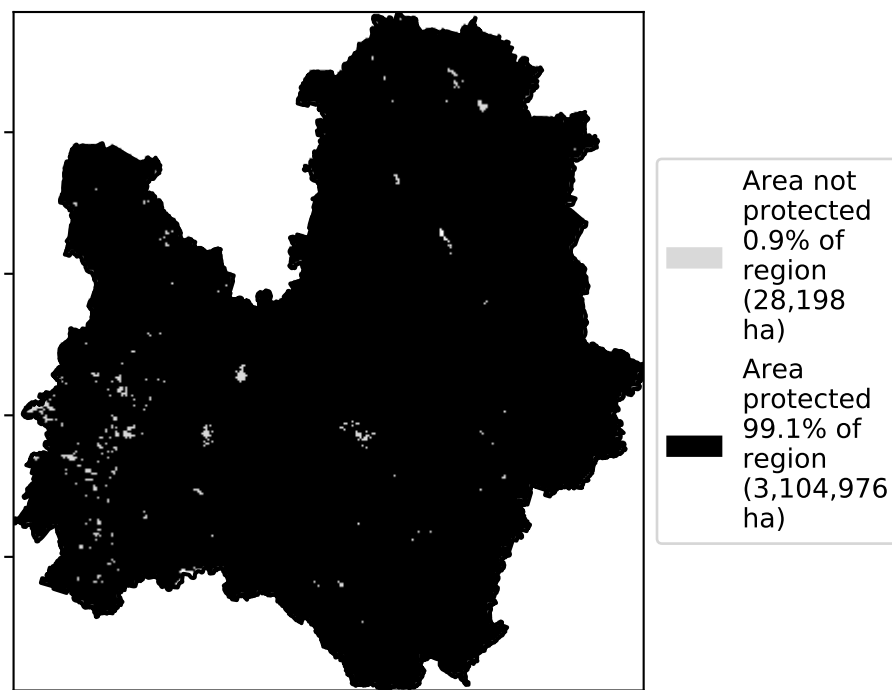 Area not
protected
0.9% of
region
(28,198
ha)
Area
protected
99.1% of
region
(3,104,976
ha)